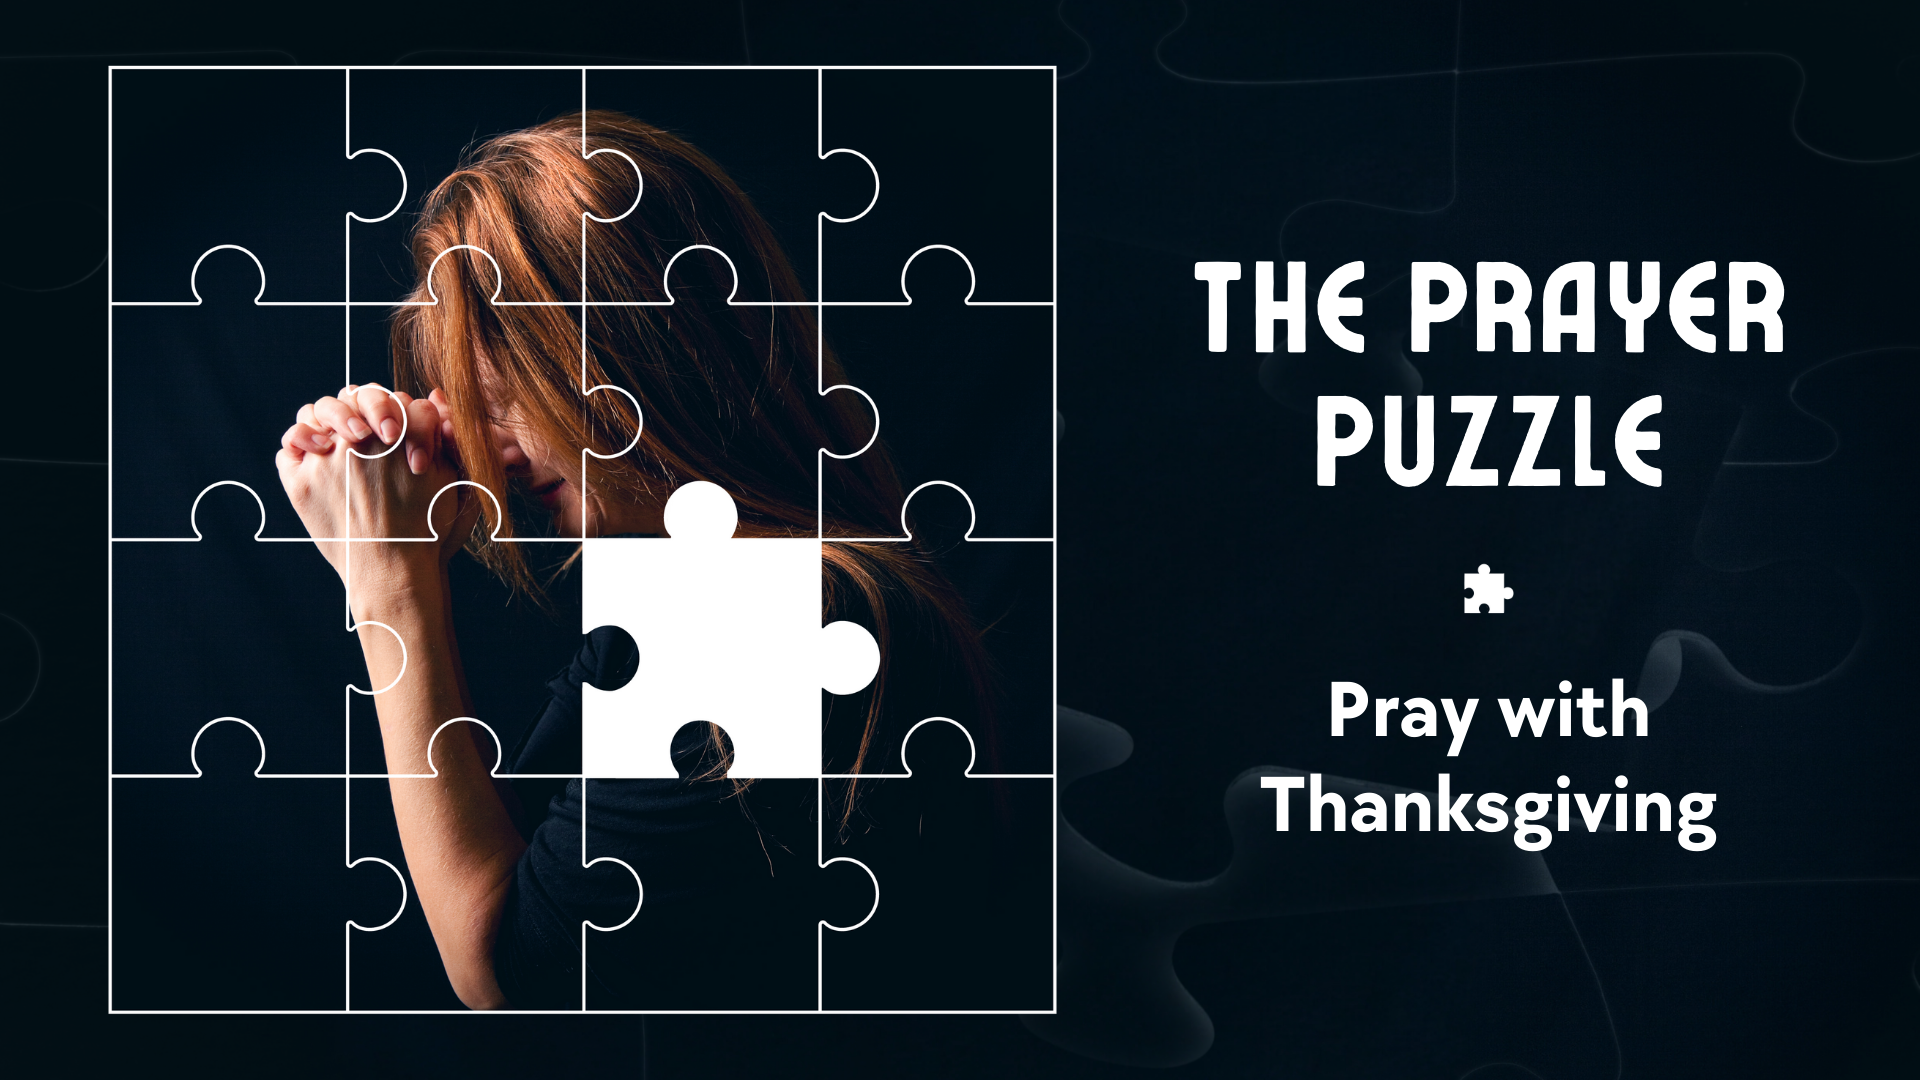 THE PRAYER
PUZZLE
Pray with
Thanksgiving